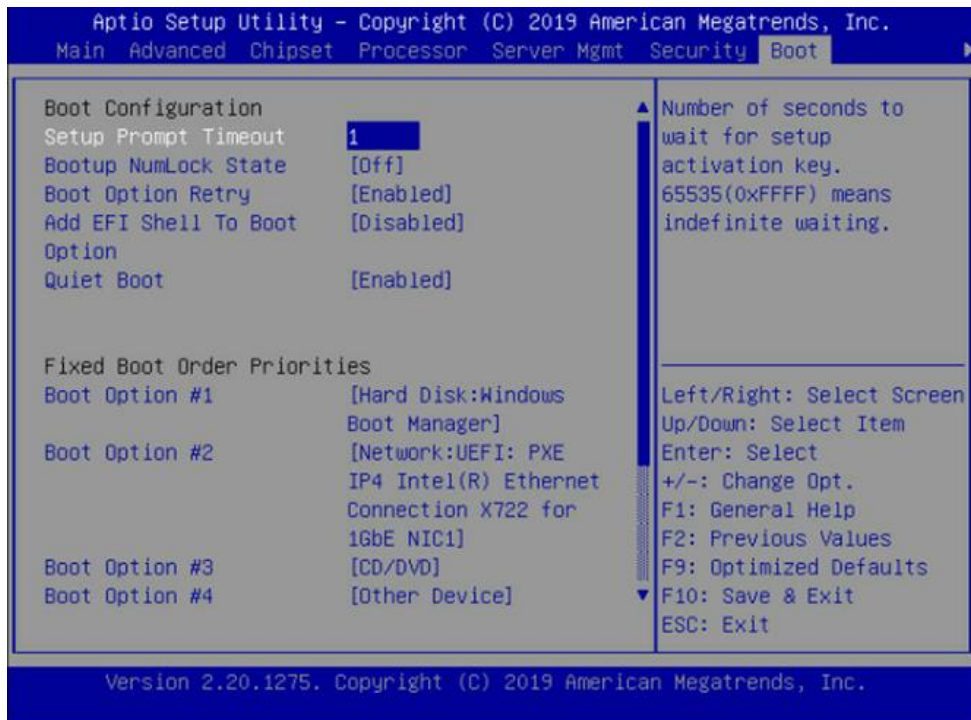 Aptio Setup Utility – Copyright (C) 2019 American Megatrends, Inc.
Main Advanced Chipset Processor Server Mgmt Security Boot
Boot Configuration
Setup Prompt Timeout 1
Bootup NumLock State [Off]
Boot Option Retry [Enabled]
Add EFI Shell To Boot [Disabled]
Option
Quiet Boot [Enabled]
Fixed Boot Order Priorities
Boot Option #1 [Hard Disk:Windows
Boot Manager]
Boot Option #2 [Network:UEFI: PXE
IP4 Intel(R) Ethernet
Connection X722 for
1GbE NIC1]
Boot Option #3 [CD/DVD]
Boot Option #4 [Other Device]
Number of seconds to
wait for setup
activation key.
65535(0xFFFF) means
indefinite waiting.
Left/Right: Select Screen
Up/Down: Select Item
Enter: Select
+/-: Change Opt.
F1: General Help
F2: Previous Values
F9: Optimized Defaults
F10: Save & Exit
ESC: Exit
Version 2.20.1275. Copyright (C) 2019 American Megatrends, Inc.